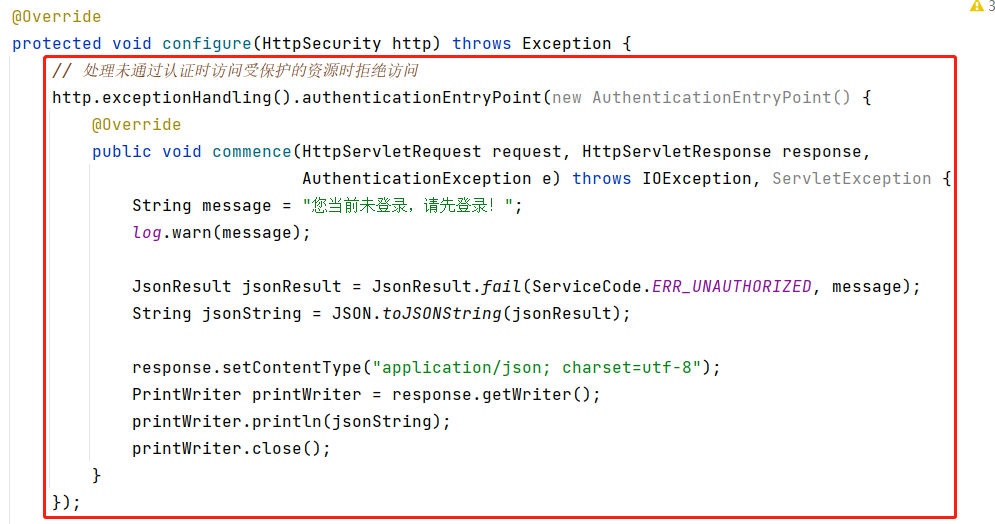 3
@Override
protected void configure(HttpSecurity http) throws Exception {
// 处理未通过认证时访问受保护的资源时拒绝访问
http.exceptionHandling().authenticationEntryPoint(new AuthenticationEntryPoint() {
@Override
public void commence(HttpServletRequest request, HttpServletResponse response,
AuthenticationException e) throws IOException, ServletException {
String message = "您当前未登录，请先登录！";
log.warn(message);
JsonResult jsonResult = JsonResult.fail(ServiceCode.ERR_UNAUTHORIZED, message);
String jsonString = JSON.toJSONString(jsonResult);
response.setContentType("application/json; charset=utf-8");
PrintWriter printWriter = response.getWriter();
printWriter.println(jsonString);
printWriter.close();
}
});